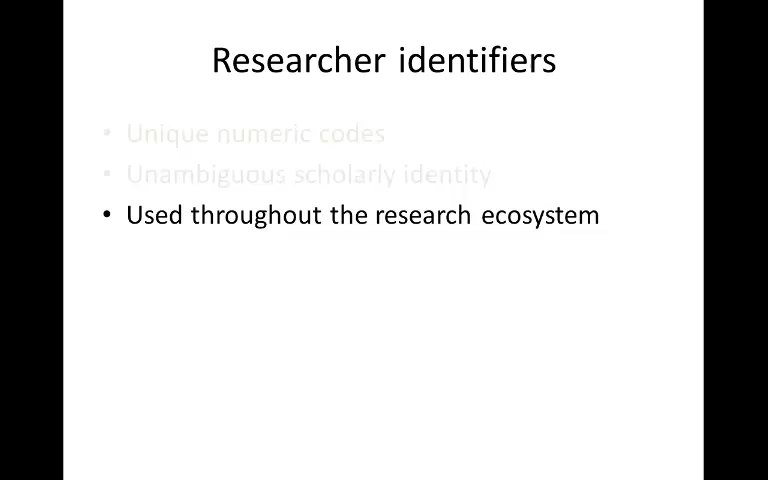 Researcher identifiers
• Unique numeric codes
• Unambiguous scholarly identity
• Used throughout the research ecosystem